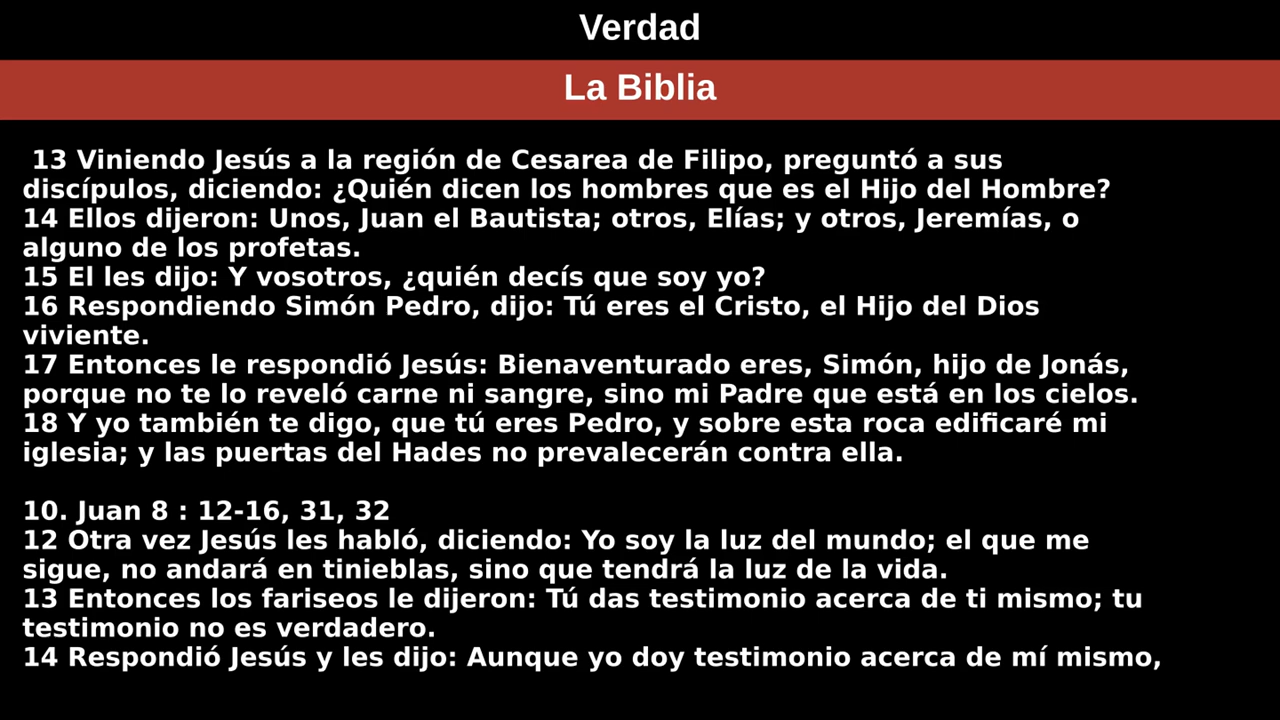 Verdad
La Biblia
13 Viniendo Jesús a la región de Cesarea de Filipo, preguntó a sus
discípulos, diciendo: ¿Quién dicen los hombres que es el Hijo del Hombre?
14 Ellos dijeron: Unos, Juan el Bautista; otros, Elías; y otros, Jeremías, o
alguno de los profetas.
15 El les dijo: Y vosotros, ¿quién decís que soy yo?
16 Respondiendo Simón Pedro, dijo: Tú eres el Cristo, el Hijo del Dios
viviente.
17 Entonces le respondió Jesús: Bienaventurado eres, Simón, hijo de Jonás,
porque no te lo reveló carne ni sangre, sino mi Padre que está en los cielos.
18 Y yo también te digo, que tú eres Pedro, y sobre esta roca edificaré mi
iglesia; y las puertas del Hades no prevalecerán contra ella.
10. Juan 8 : 12-16, 31, 32
12 Otra vez Jesús les habló, diciendo: Yo soy la luz del mundo; el que me
sigue, no andará en tinieblas, sino que tendrá la luz de la vida.
13 Entonces los fariseos le dijeron: Tú das testimonio acerca de ti mismo; tu
testimonio no es verdadero.
14 Respondió Jesús y les dijo: Aunque yo doy testimonio acerca de mí mismo,